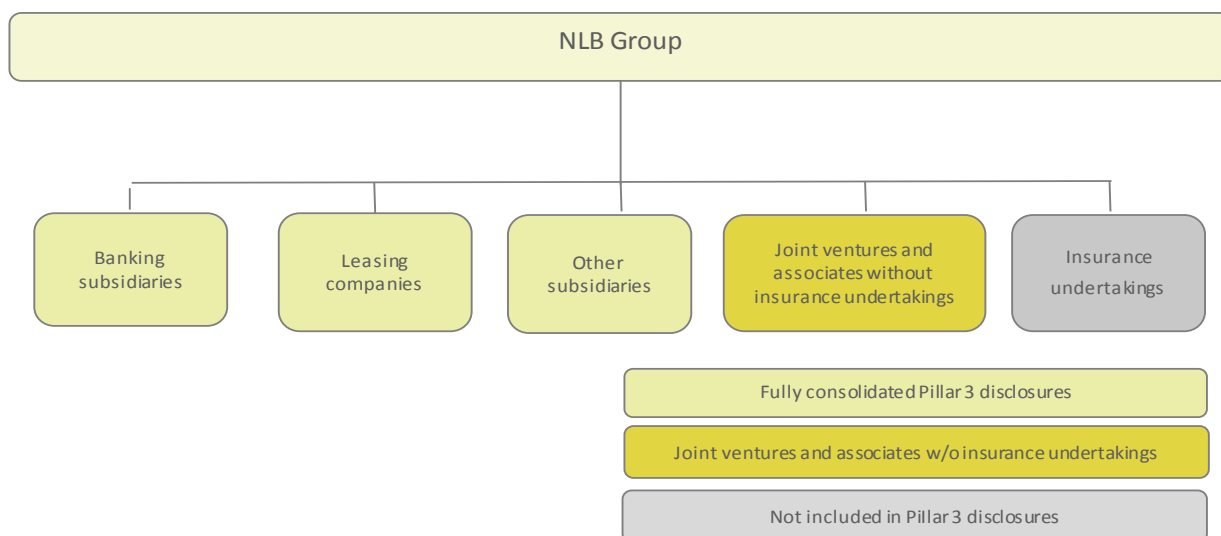 NLB Group
Banking
subsidiaries
Leasing
companies
Other
subsidiaries
Joint ventures and
associates without
insurance undertakings
Insurance
undertakings
Fully consolidated Pillar 3 disclosures
Joint ventures and associates w/o insurance undertakings
Not included in Pillar 3 disclosures